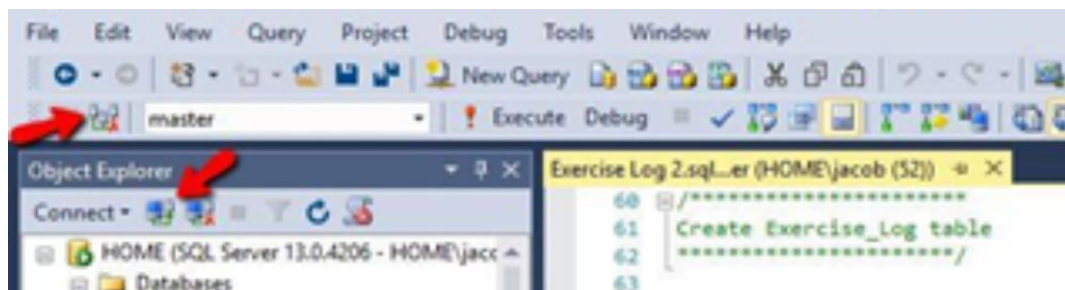 File Edit View Query Project Debug Tools Window Help
New Query
master Execute Debug
Object Explorer
Exercise Log 2.sql...er (HOME\jacob (52))
Connect
60 /***********************
61 Create Exercise_Log table
62 ***********************/
HOME (SQL Server 13.0.4206 - HOME\jacc
Databases
63